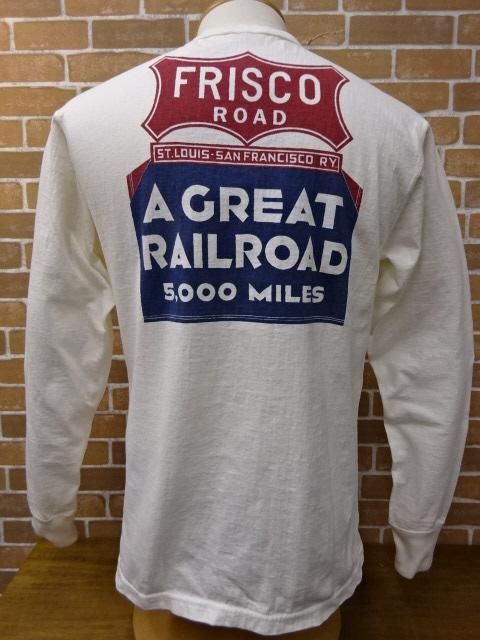 FRISCO
ROAD
ST.LOUIS-SAN FRANCISCO RY
A GREAT
RAILROAD
5,000 MILES